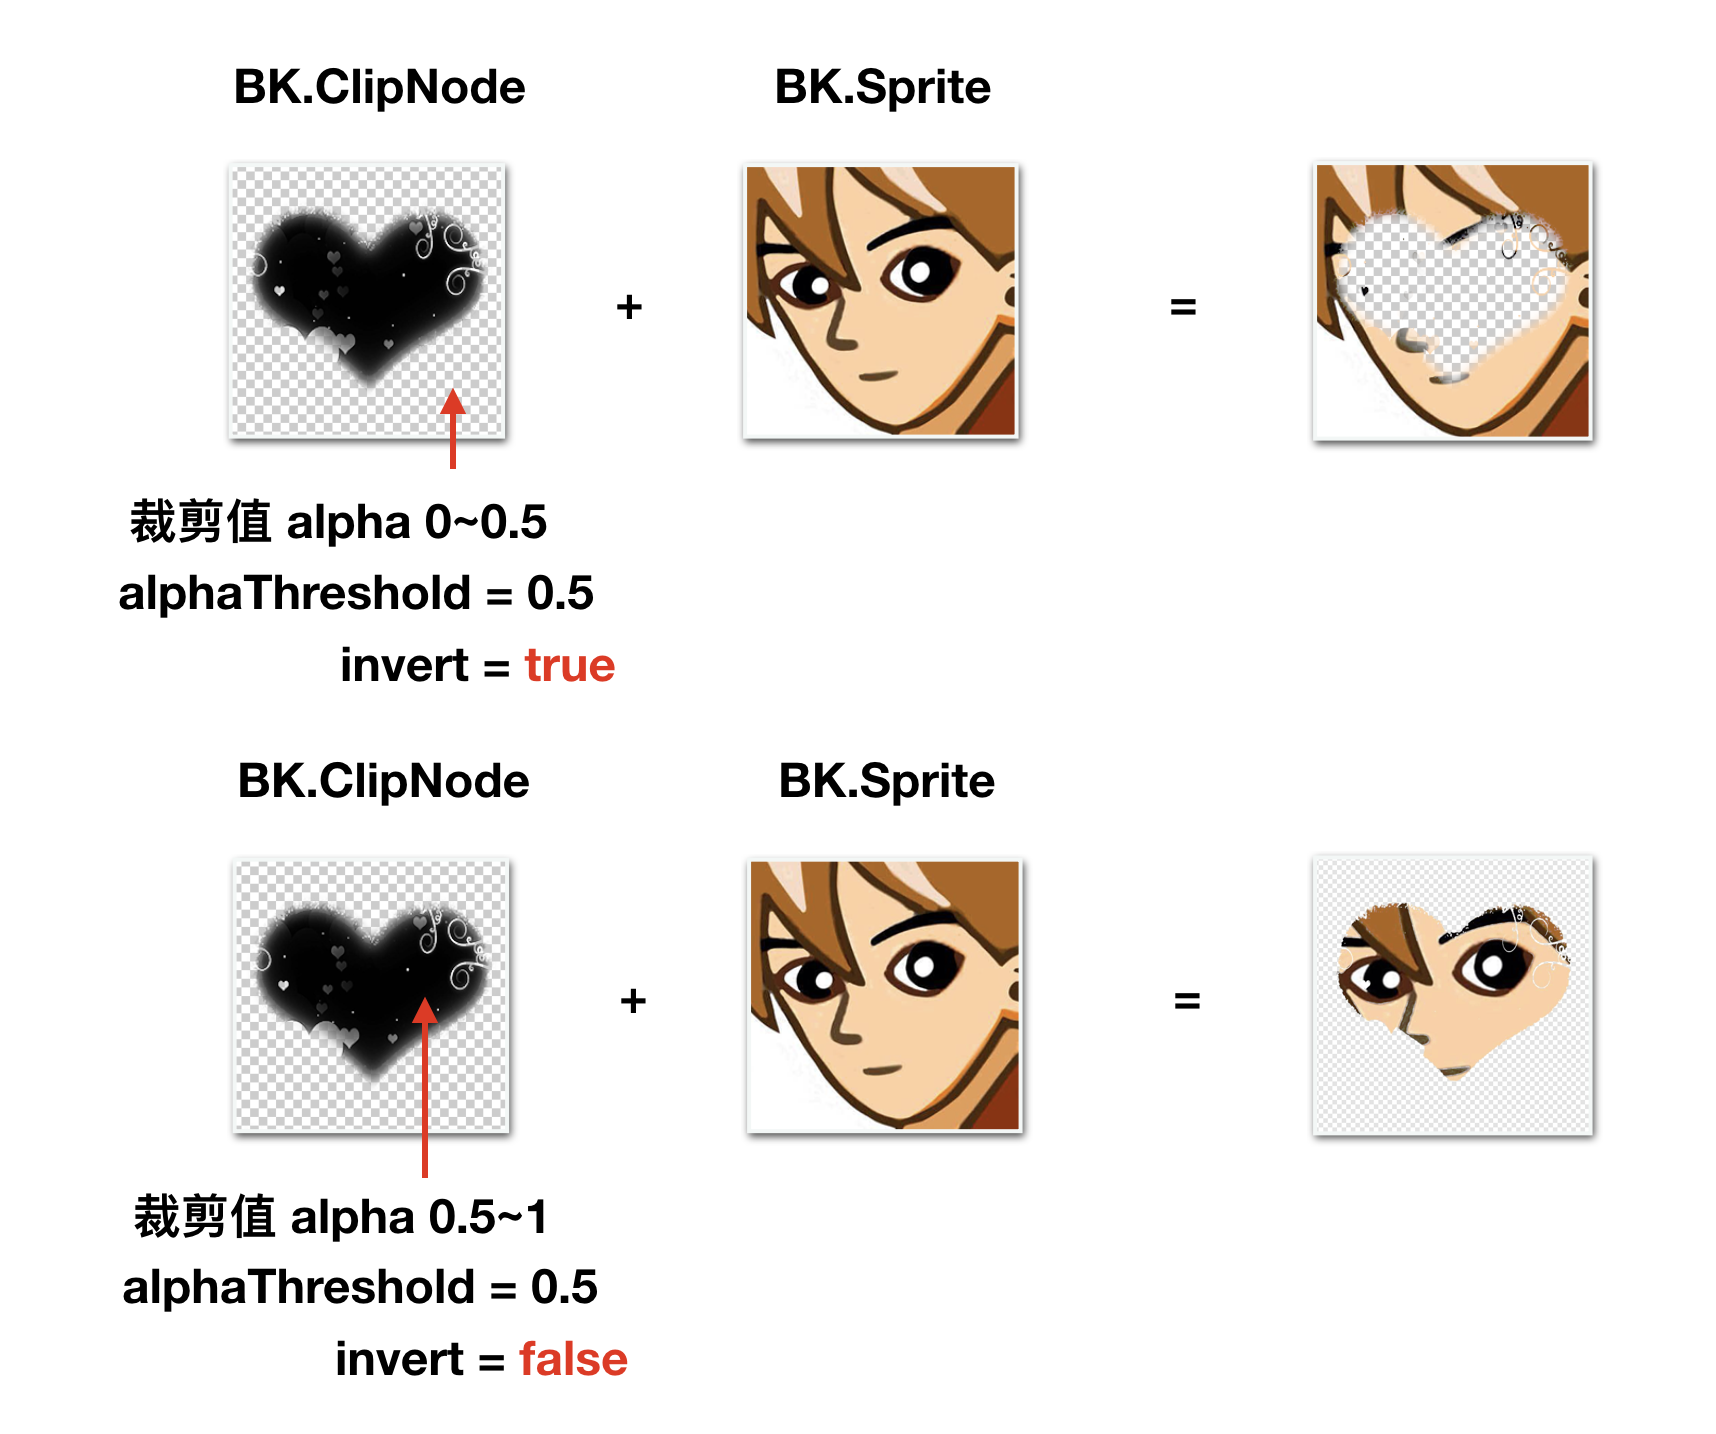 BK.ClipNode
BK.Sprite
+
=
裁剪值 alpha 0~0.5
alphaThreshold = 0.5
invert = true
BK.ClipNode
BK.Sprite
+
=
裁剪值 alpha 0.5~1
alphaThreshold = 0.5
invert = false